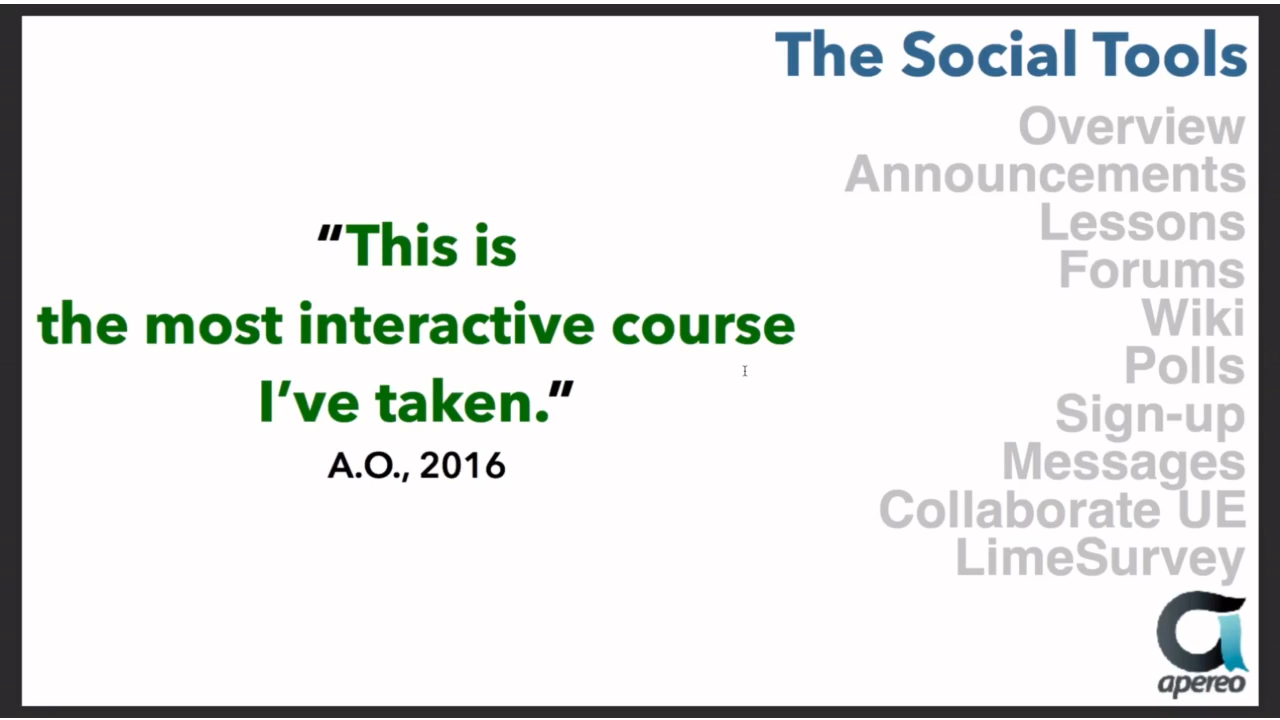 The Social Tools
Overview
Announcements
Lessons
Forums
Wiki
Polls
Sign-up
Messages
Collaborate UE
LimeSurvey
"This is
the most interactive course
I've taken."
A.O., 2016
apereo